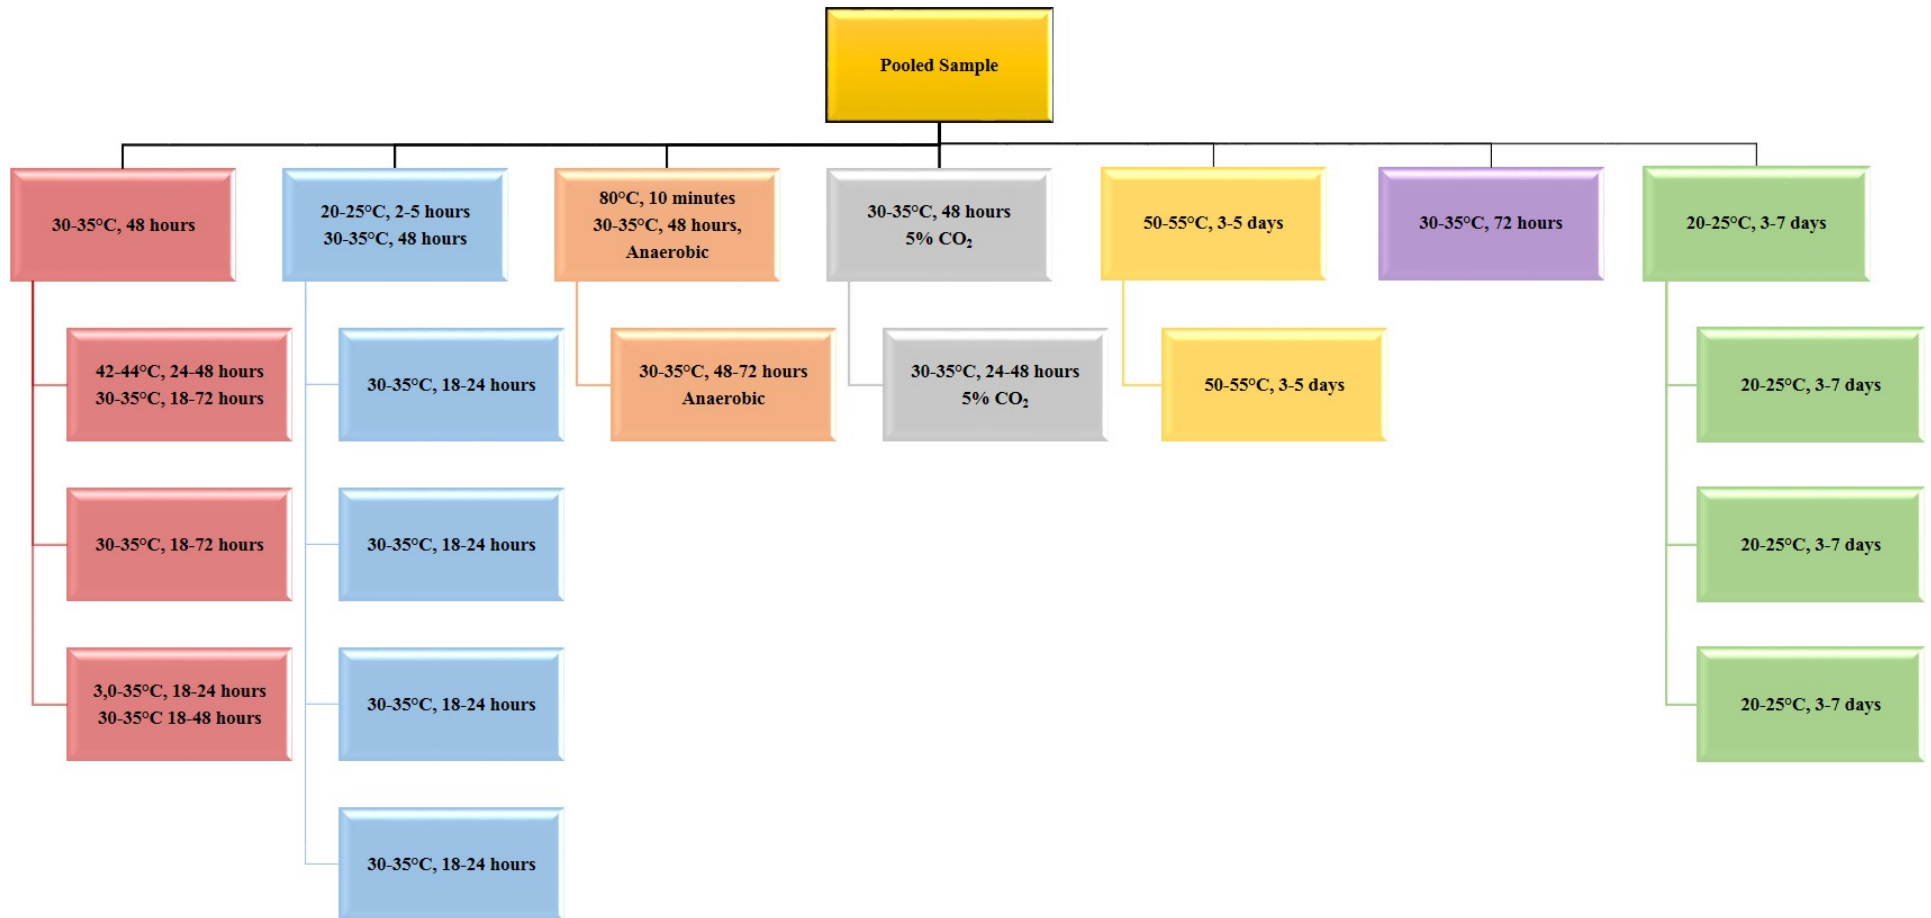 Pooled Sample
30-35°C, 48 hours
20-25°C, 2-5 hours
30-35°C, 48 hours
80°C, 10 minutes
30-35°C, 48 hours,
Anaerobic
30-35°C, 48 hours
5% CO₂
50-55°C, 3-5 days
30-35°C, 72 hours
20-25°C, 3-7 days
42-44°C, 24-48 hours
30-35°C, 18-72 hours
30-35°C, 18-24 hours
30-35°C, 48-72 hours
Anaerobic
30-35°C, 24-48 hours
5% CO₂
50-55°C, 3-5 days
20-25°C, 3-7 days
30-35°C, 18-72 hours
30-35°C, 18-24 hours
20-25°C, 3-7 days
3,0-35°C, 18-24 hours
30-35°C 18-48 hours
30-35°C, 18-24 hours
20-25°C, 3-7 days
30-35°C, 18-24 hours